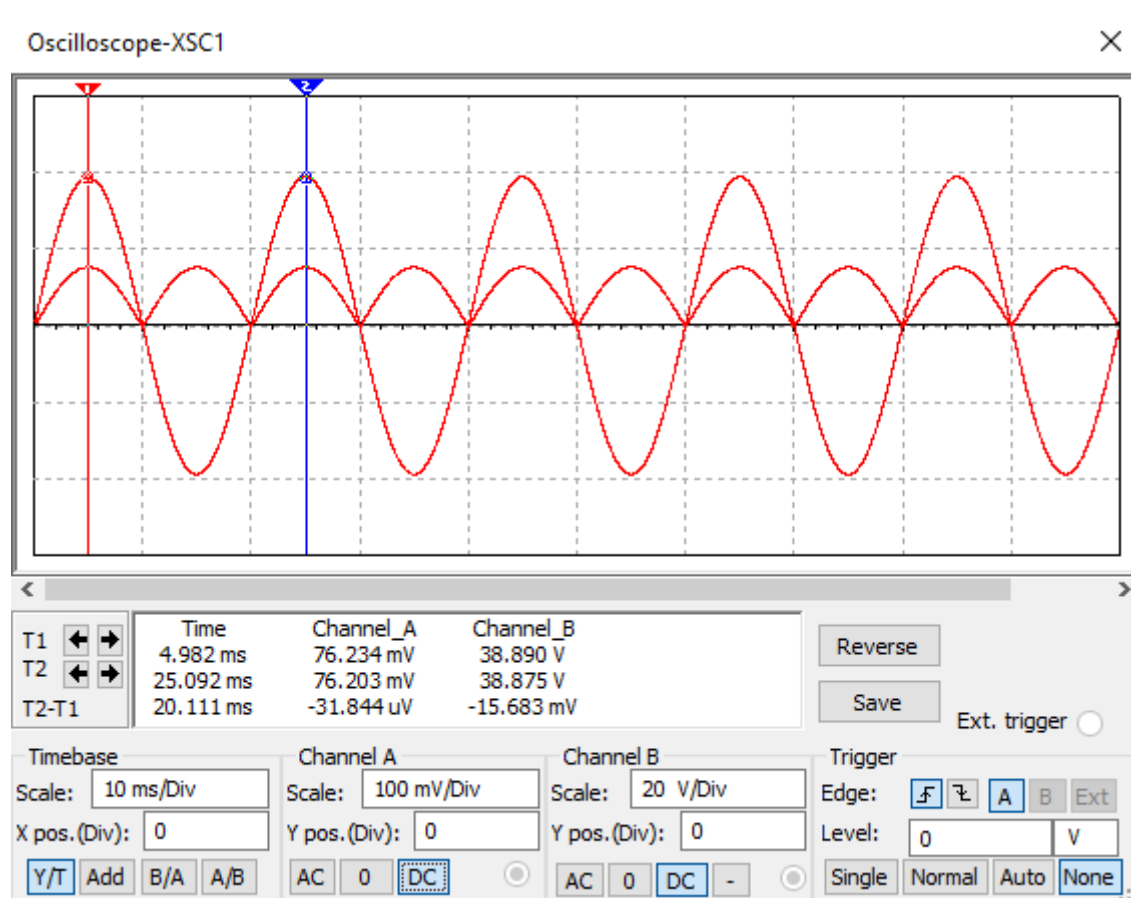 Oscilloscope-XSC1
1 2
Time Channel_A Channel_B
T1 4.982 ms 76.234 mV 38.890 V
T2 25.092 ms 76.203 mV 38.875 V
T2-T1 20.111 ms -31.844 uV -15.683 mV
Reverse
Save
Ext. trigger
Timebase Channel A Channel B Trigger
Scale: 10 ms/Div Scale: 100 mV/Div Scale: 20 V/Div Edge: A B Ext
X pos.(Div): 0 Y pos.(Div): 0 Y pos.(Div): 0 Level: 0 V
Y/T Add B/A A/B AC 0 DC AC 0 DC - Single Normal Auto None